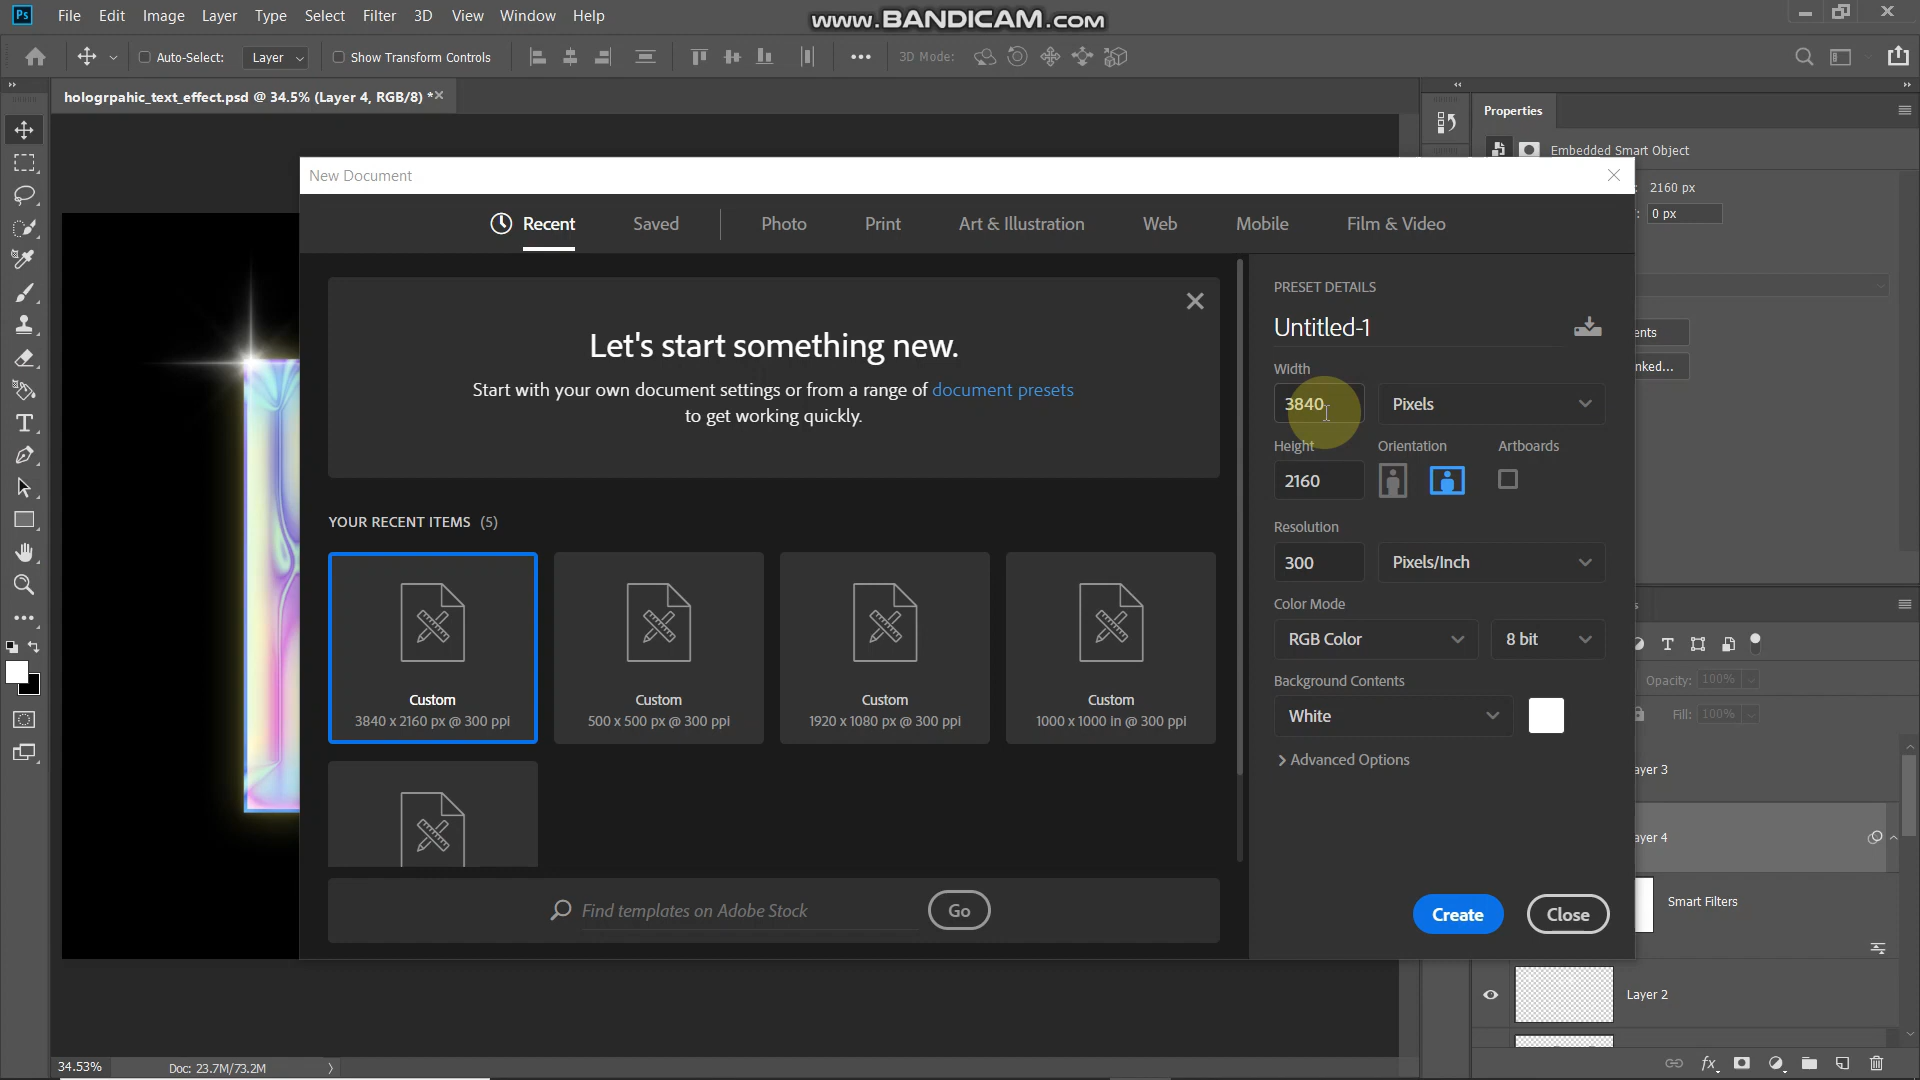 Ps File Edit Image Layer Type Select Filter 3D View Window Help
www.BANDICAM.com
Auto-Select: Layer Show Transform Controls 3D Mode:
hologrpahic_text_effect.psd @ 34.5% (Layer 4, RGB/8) *
Properties
Embedded Smart Object
2160 px
0 px
New Document
Recent Saved Photo Print Art & Illustration Web Mobile Film & Video
Let's start something new.
Start with your own document settings or from a range of document presets
to get working quickly.
YOUR RECENT ITEMS (5)
Custom
3840 x 2160 px @ 300 ppi
Custom
500 x 500 px @ 300 ppi
Custom
1920 x 1080 px @ 300 ppi
Custom
1000 x 1000 in @ 300 ppi
Find templates on Adobe Stock
Go
PRESET DETAILS
Untitled-1
Width
3840 Pixels
Height Orientation Artboards
2160
Resolution
300 Pixels/Inch
Color Mode
RGB Color 8 bit
Background Contents
White
Advanced Options
Create Close
ents
nked...
Opacity: 100%
Fill: 100%
ayer 3
ayer 4
Smart Filters
Layer 2
fx
34.53% Doc: 23.7M/73.2M